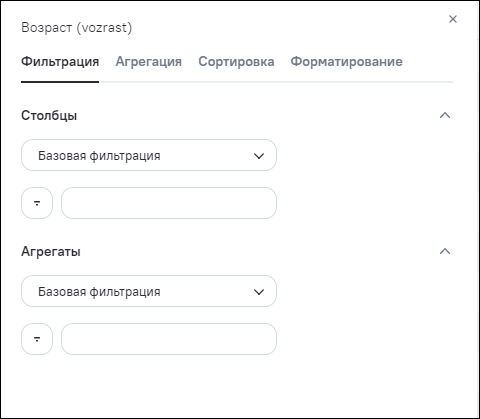 Возраст (vozrast)
Фильтрация Агрегация Сортировка Форматирование
Столбцы
Базовая фильтрация
Агрегаты
Базовая фильтрация